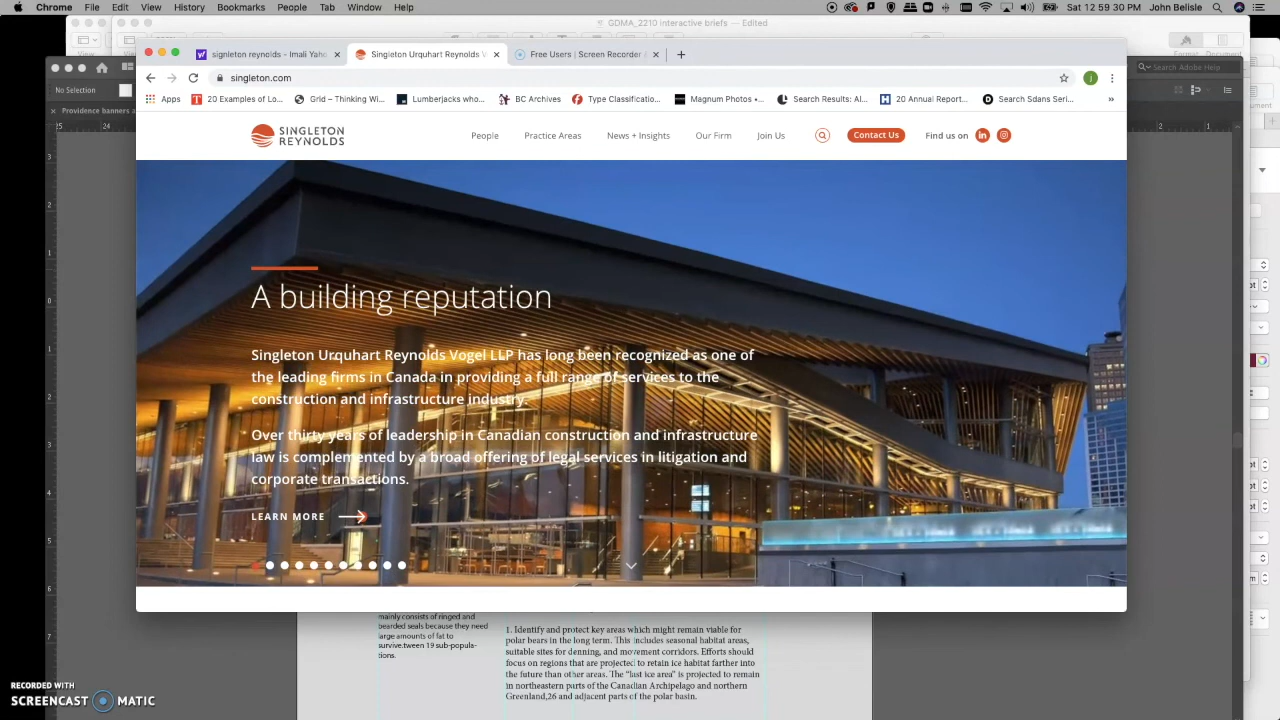 Chrome File Edit View History Bookmarks People Tab Window Help
Sat 12:59:30 PM John Belisle
GDMA_2210 interactive briefs — Edited
signleton reynolds - Imali Yaho
Singleton Urquhart Reynolds V
Free Users | Screen Recorder
Search Adobe Help
singleton.com
No Selection
Apps 20 Examples of Lo... Grid – Thinking Wi... Lumberjacks who... BC Archives Type Classificatio... Magnum Photos •... Search Results: Al... 20 Annual Report... Search Sdans Seri... »
Providence banners a
SINGLETON
REYNOLDS
People Practice Areas News + Insights Our Firm Join Us Contact Us Find us on
A building reputation
Singleton Urquhart Reynolds Vogel LLP has long been recognized as one of
the leading firms in Canada in providing a full range of services to the
construction and infrastructure industry.
Over thirty years of leadership in Canadian construction and infrastructure
law is complemented by a broad offering of legal services in litigation and
corporate transactions.
LEARN MORE
mainly consists of ringed and
bearded seals because they need
large amounts of fat to
survive.tween 19 sub-popula-
tions.
1. Identify and protect key areas which might remain viable for
polar bears in the long term. This includes seasonal habitat areas,
suitable sites for denning, and movement corridors. Efforts should
focus on regions that are projected to retain ice habitat farther into
the future than other areas. The “last ice area” is projected to remain
in northeastern parts of the Canadian Archipelago and northern
Greenland,26 and adjacent parts of the polar basin.
RECORDED WITH
SCREENCAST MATIC